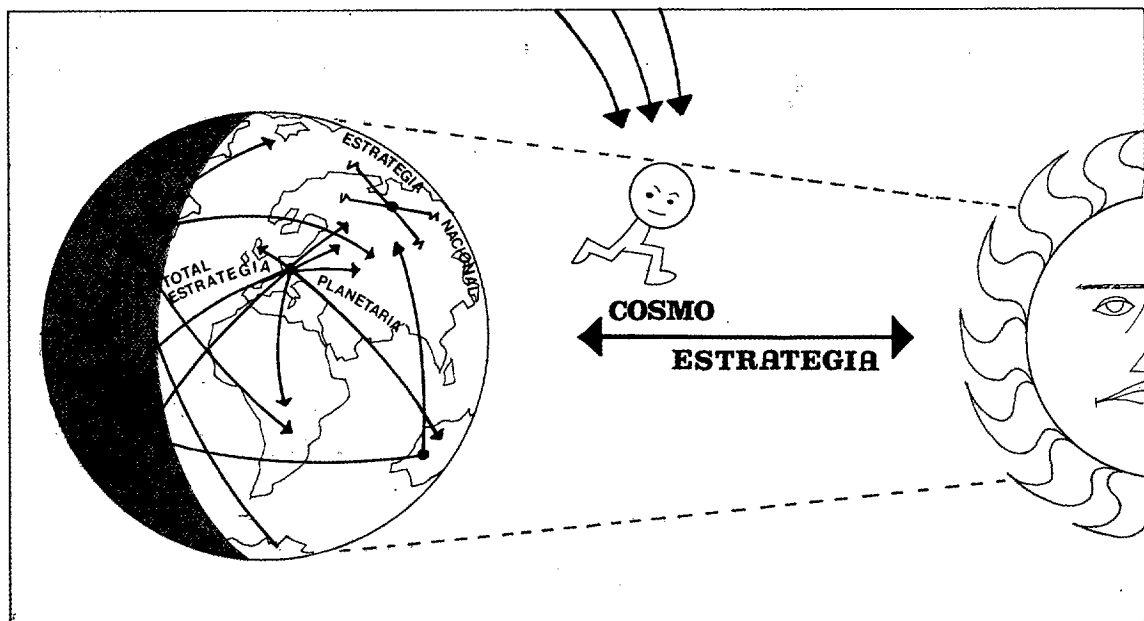 ESTRATEGIA
NACIONAL
TOTAL
ESTRATEGIA
PLANETARIA
COSMO
ESTRATEGIA